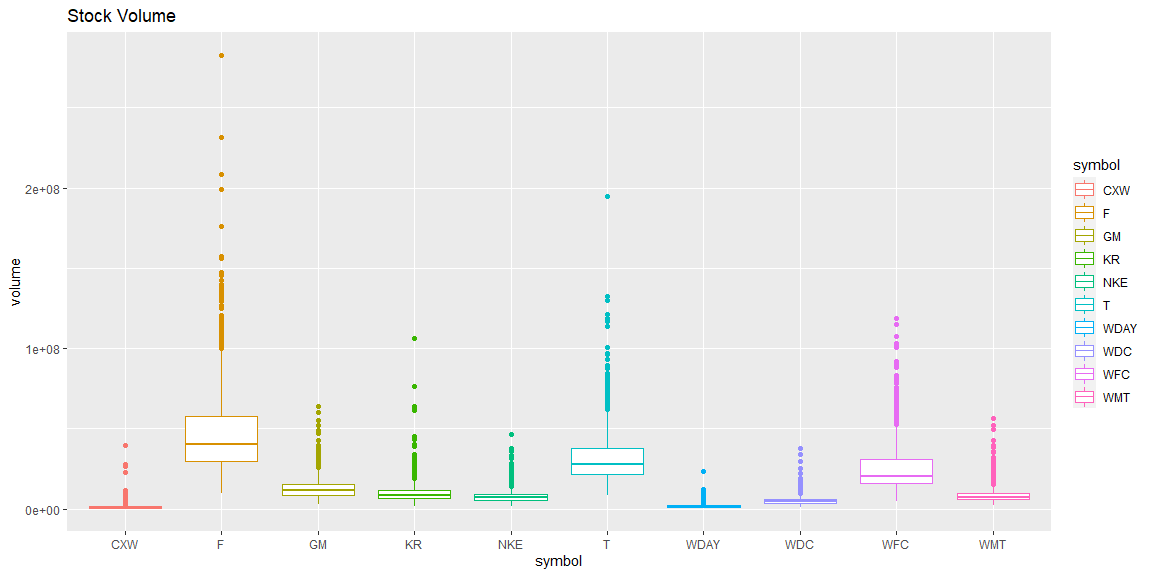 Stock Volume
volume
2e+08
1e+08
0e+00
CXW F GM KR NKE T WDAY WDC WFC WMT
symbol
symbol
CXW
F
GM
KR
NKE
T
WDAY
WDC
WFC
WMT